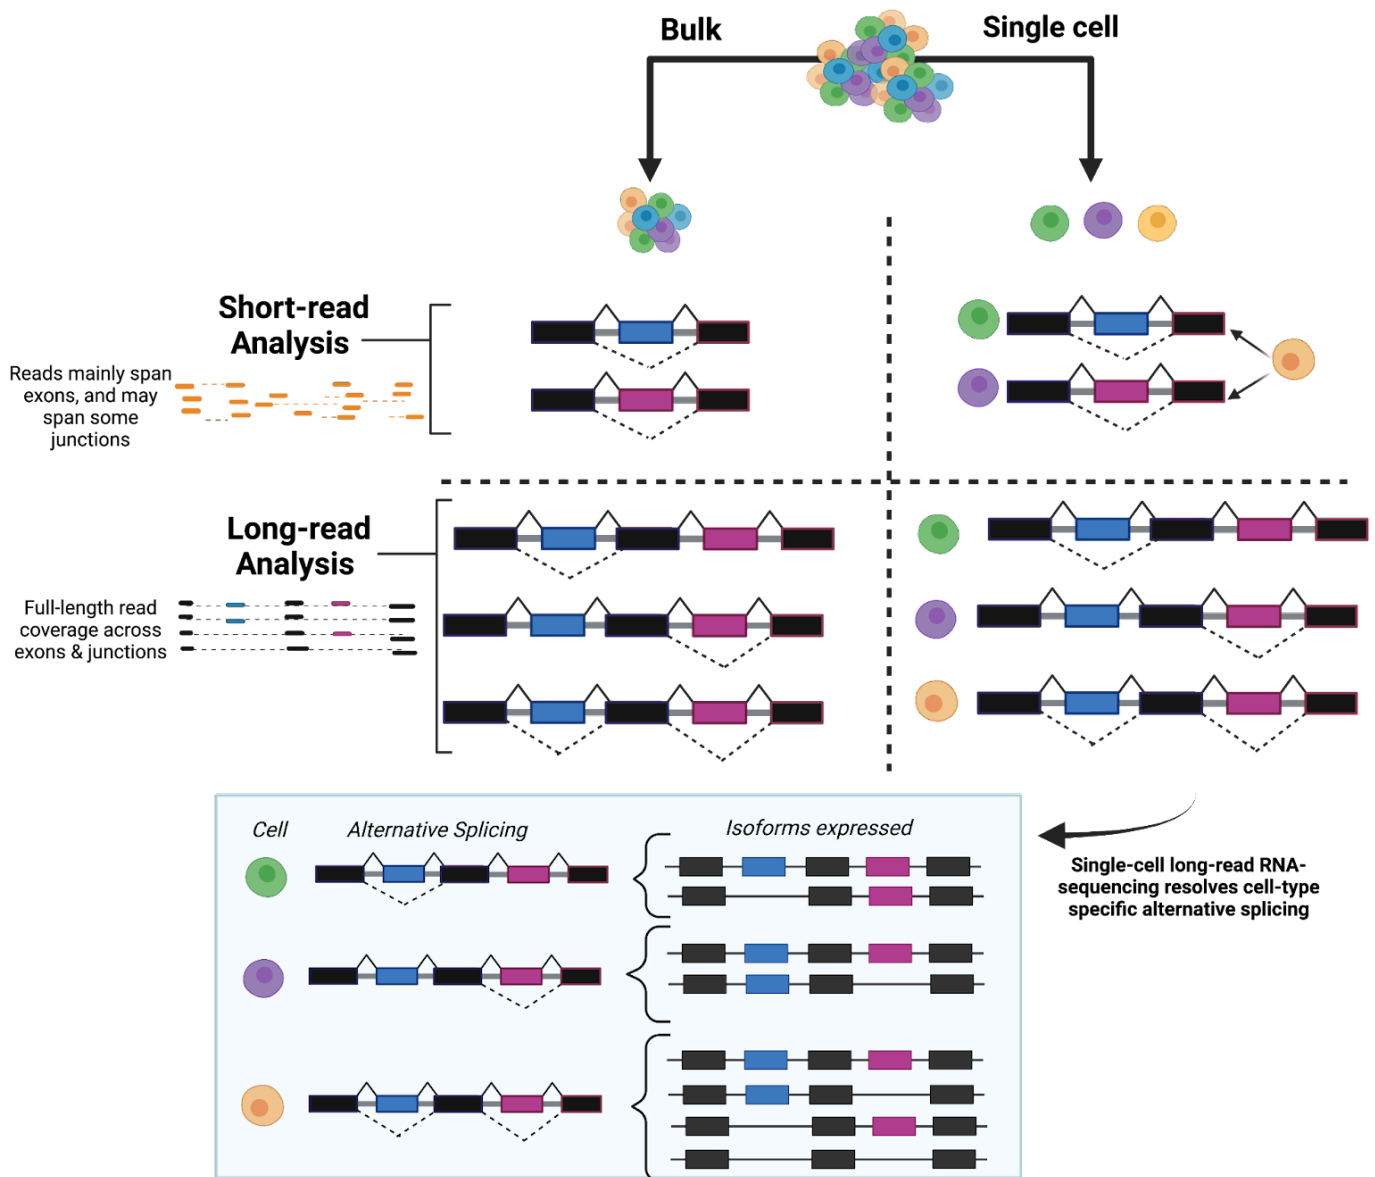 Bulk
Single cell
Short-read
Analysis
Reads mainly span
exons, and may
span some
junctions
Long-read
Analysis
Full-length read
coverage across
exons & junctions
Cell
Alternative Splicing
Isoforms expressed
Single-cell long-read RNA-
sequencing resolves cell-type
specific alternative splicing